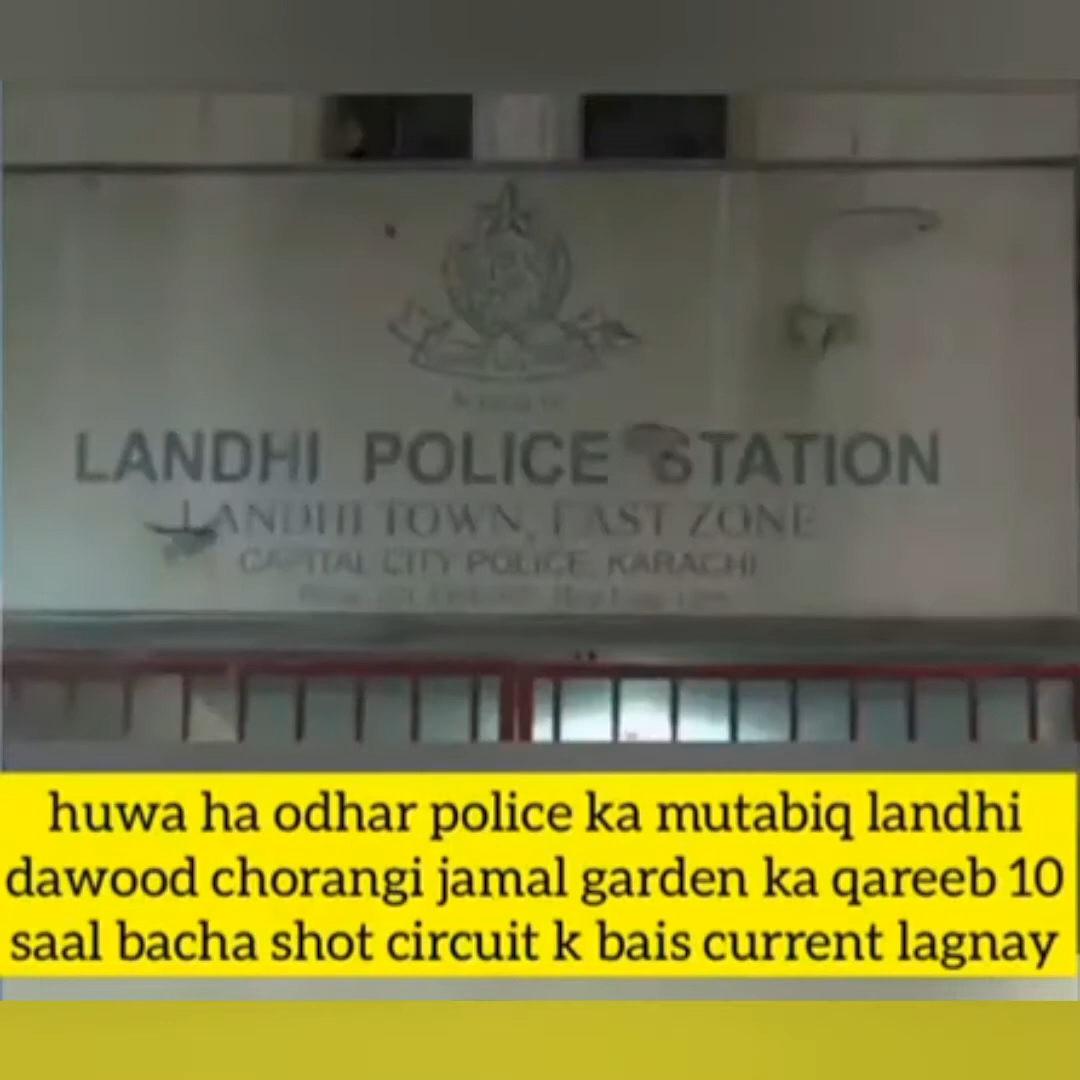 LANDHI POLICE STATION
LANDHI TOWN, EAST ZONE
CAPITAL CITY POLICE, KARACHI
huwa ha odhar police ka mutabiq landhi
dawood chorangi jamal garden ka qareeb 10
saal bacha shot circuit k bais current lagnay